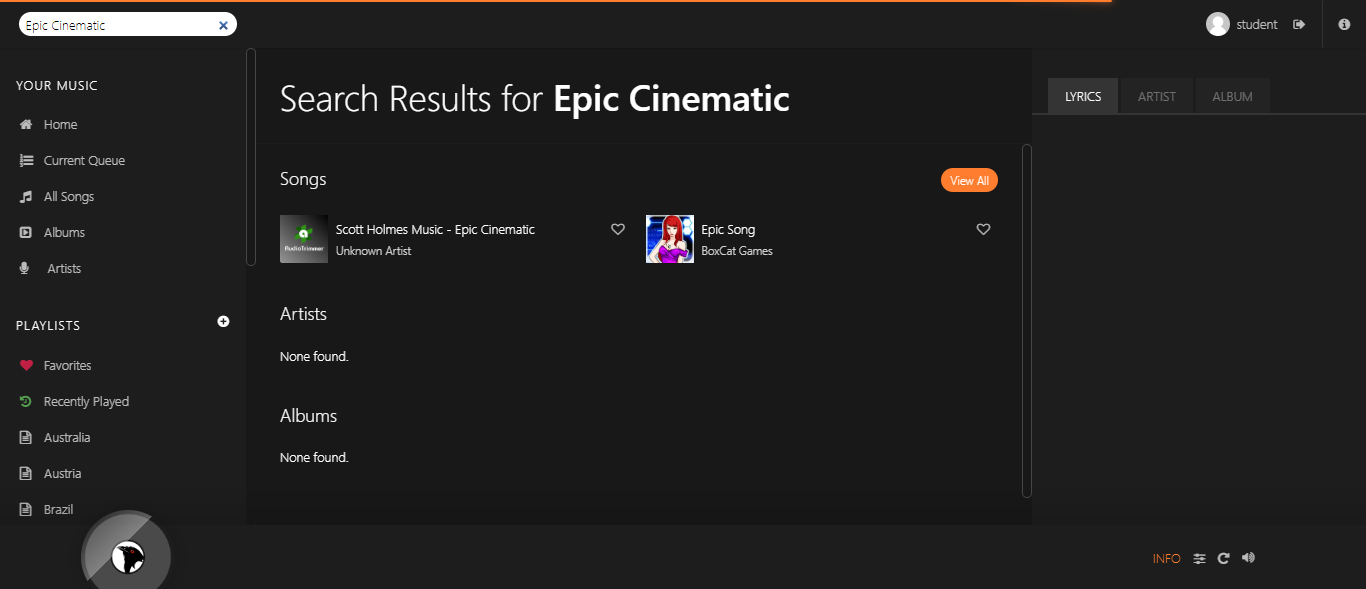 Epic Cinematic
student
YOUR MUSIC
Home
Current Queue
All Songs
Albums
Artists
PLAYLISTS
Favorites
Recently Played
Australia
Austria
Brazil
Search Results for Epic Cinematic
Songs
View All
AudioTrimmer
Scott Holmes Music - Epic Cinematic
Unknown Artist
Epic Song
BoxCat Games
Artists
None found.
Albums
None found.
LYRICS
ARTIST
ALBUM
INFO